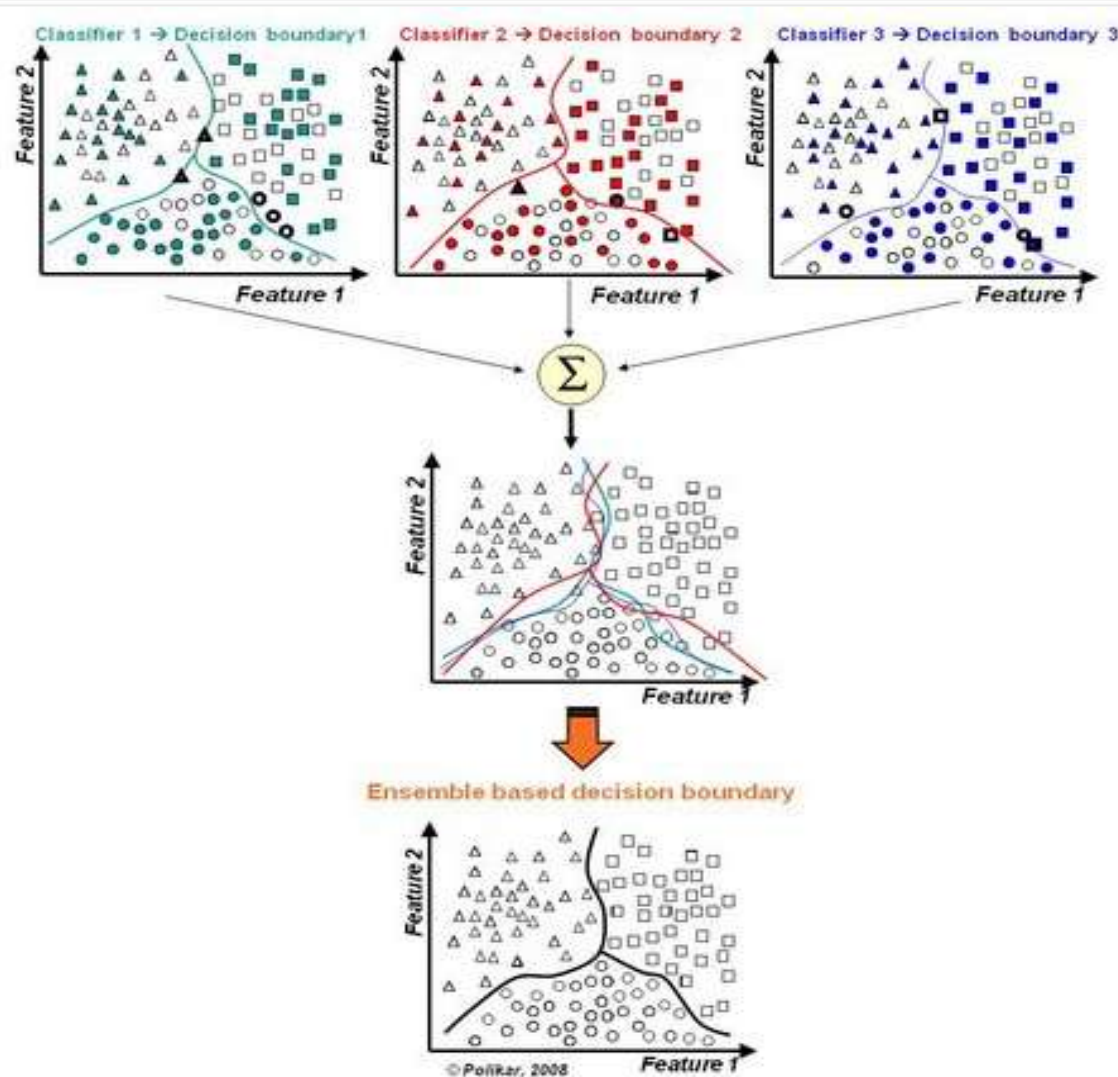 Classifier 1 → Decision boundary1
Classifier 2 → Decision boundary 2
Classifier 3 → Decision boundary 3
Feature 2
Feature 1
Feature 2
Feature 1
Feature 2
Feature 1
Σ
Feature 2
Feature 1
Ensemble based decision boundary
Feature 2
Feature 1
© Polikar, 2008